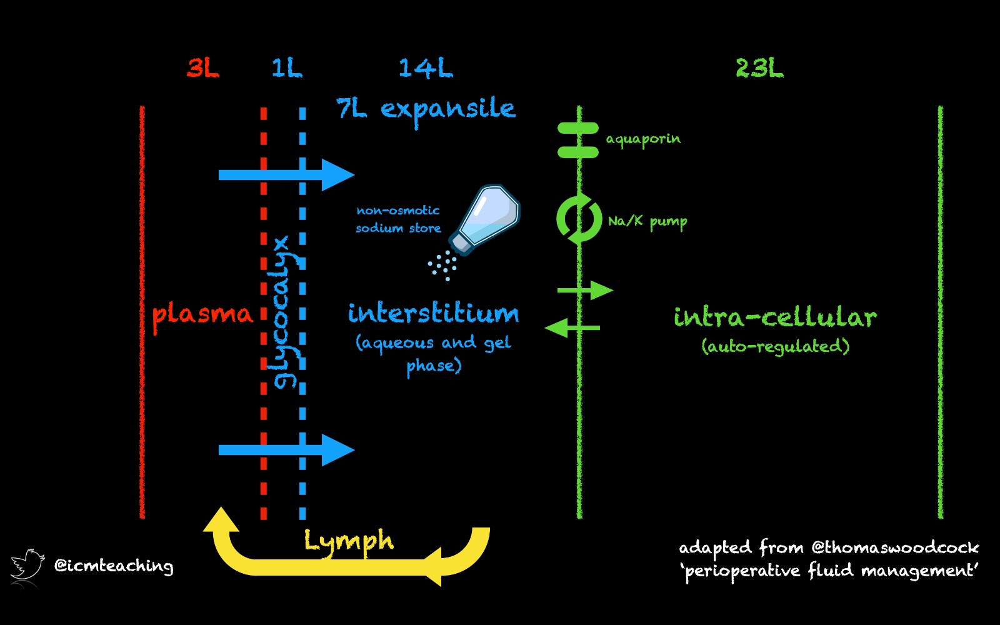 3L
1L
14L
23L
7L expansile
aquaporin
non-osmotic
sodium store
Na/K pump
glycocalyx
plasma
interstitium
(aqueous and gel
phase)
intra-cellular
(auto-regulated)
Lymph
@icmteaching
adapted from @thomaswoodcock
'perioperative fluid management'